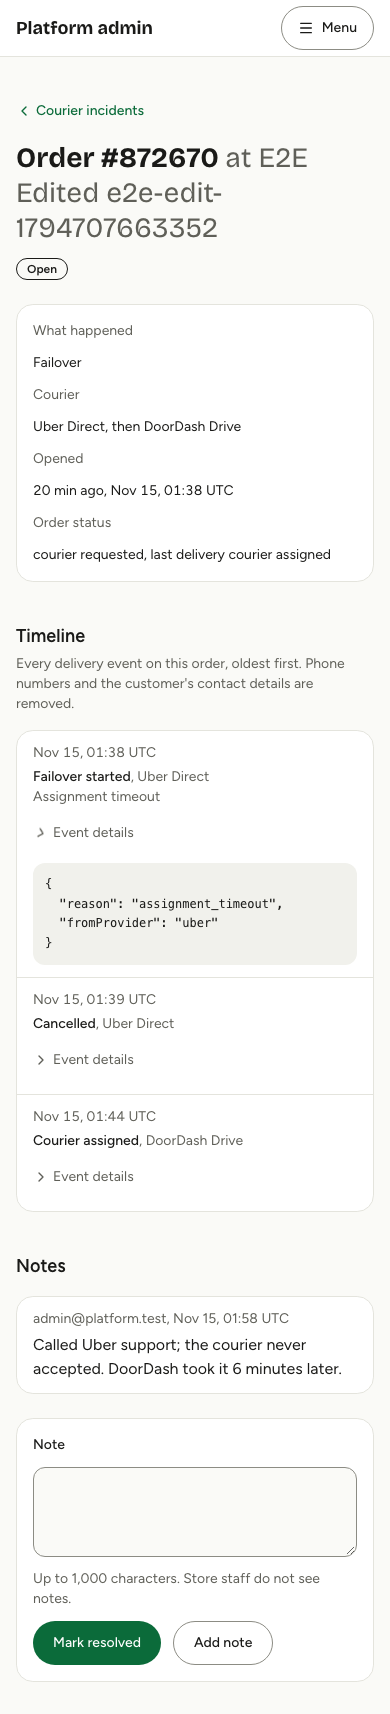 Platform admin
Menu
Courier incidents
Order #872670 at E2E
Edited e2e-edit-
1794707663352
Open
What happened
Failover
Courier
Uber Direct, then DoorDash Drive
Opened
20 min ago, Nov 15, 01:38 UTC
Order status
courier requested, last delivery courier assigned
Timeline
Every delivery event on this order, oldest first. Phone
numbers and the customer's contact details are
removed.
Nov 15, 01:38 UTC
Failover started, Uber Direct
Assignment timeout
Event details
{
  "reason": "assignment_timeout",
  "fromProvider": "uber"
}
Nov 15, 01:39 UTC
Cancelled, Uber Direct
Event details
Nov 15, 01:44 UTC
Courier assigned, DoorDash Drive
Event details
Notes
admin@platform.test, Nov 15, 01:58 UTC
Called Uber support; the courier never
accepted. DoorDash took it 6 minutes later.
Note
Up to 1,000 characters. Store staff do not see
notes.
Mark resolved
Add note